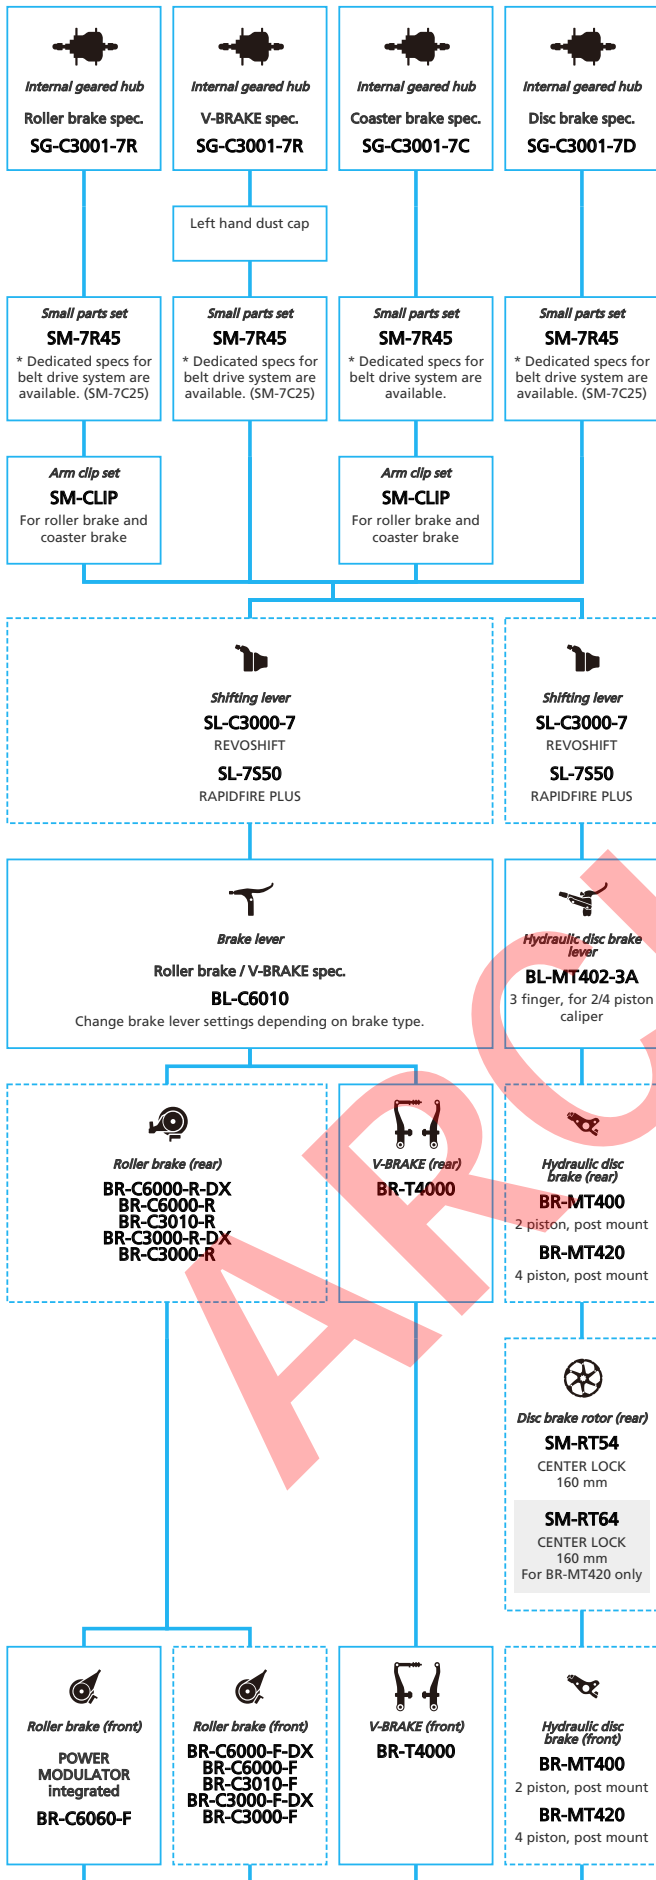 Internal geared hub
Roller brake spec.
SG-C3001-7R
Internal geared hub
V-BRAKE spec.
SG-C3001-7R
Internal geared hub
Coaster brake spec.
SG-C3001-7C
Internal geared hub
Disc brake spec.
SG-C3001-7D
Left hand dust cap
Small parts set
SM-7R45
* Dedicated specs for
belt drive system are
available. (SM-7C25)
Small parts set
SM-7R45
* Dedicated specs for
belt drive system are
available. (SM-7C25)
Small parts set
SM-7R45
* Dedicated specs for
belt drive system are
available.
Small parts set
SM-7R45
* Dedicated specs for
belt drive system are
available. (SM-7C25)
Arm clip set
SM-CLIP
For roller brake and
coaster brake
Arm clip set
SM-CLIP
For roller brake and
coaster brake
Shifting lever
SL-C3000-7
REVOSHIFT
SL-7S50
RAPIDFIRE PLUS
Shifting lever
SL-C3000-7
REVOSHIFT
SL-7S50
RAPIDFIRE PLUS
Brake lever
Roller brake / V-BRAKE spec.
BL-C6010
Change brake lever settings depending on brake type.
Hydraulic disc brake
lever
BL-MT402-3A
3 finger, for 2/4 piston
caliper
Roller brake (rear)
BR-C6000-R-DX
BR-C6000-R
BR-C3010-R
BR-C3000-R-DX
BR-C3000-R
V-BRAKE (rear)
BR-T4000
Hydraulic disc
brake (rear)
BR-MT400
2 piston, post mount
BR-MT420
4 piston, post mount
Disc brake rotor (rear)
SM-RT54
CENTER LOCK
160 mm
SM-RT64
CENTER LOCK
160 mm
For BR-MT420 only
Roller brake (front)
POWER
MODULATOR
integrated
BR-C6060-F
Roller brake (front)
BR-C6000-F-DX
BR-C6000-F
BR-C3010-F
BR-C3000-F-DX
BR-C3000-F
V-BRAKE (front)
BR-T4000
Hydraulic disc
brake (front)
BR-MT400
2 piston, post mount
BR-MT420
4 piston, post mount